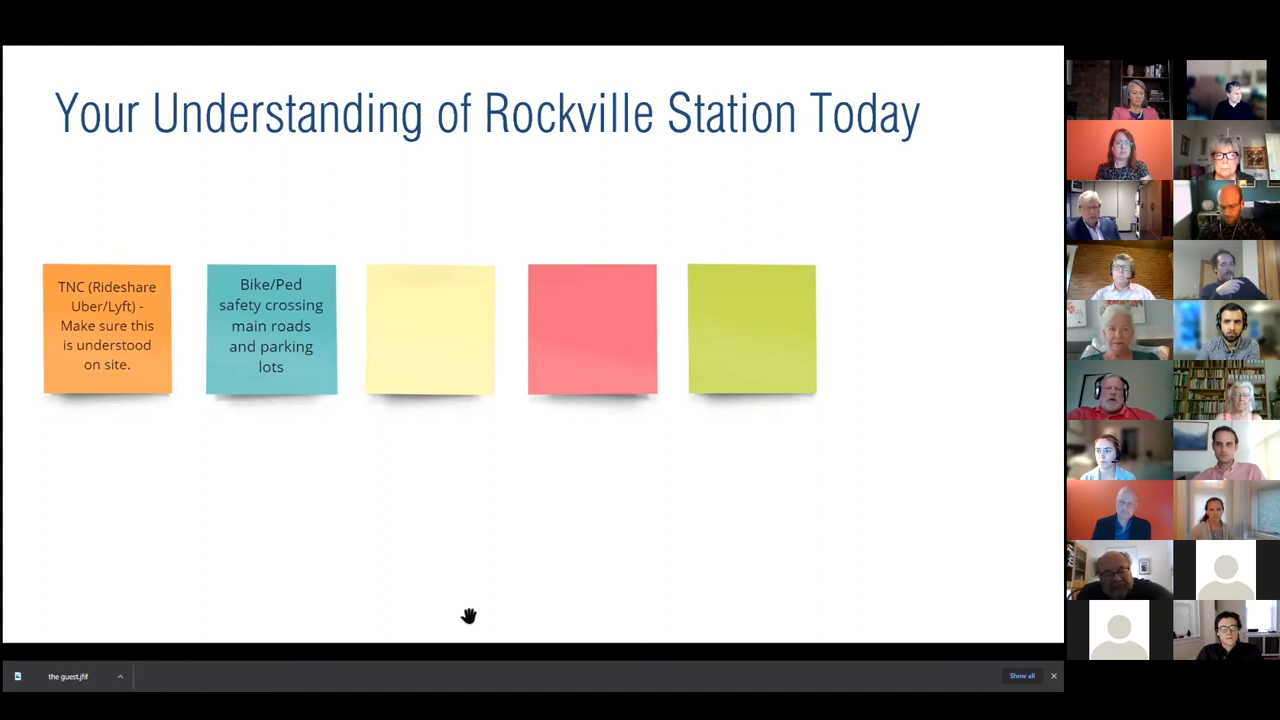 Your Understanding of Rockville Station Today
TNC (Rideshare
Uber/Lyft) -
Make sure this
is understood
on site.
Bike/Ped
safety crossing
main roads
and parking
lots
the guest.jfif
Show all